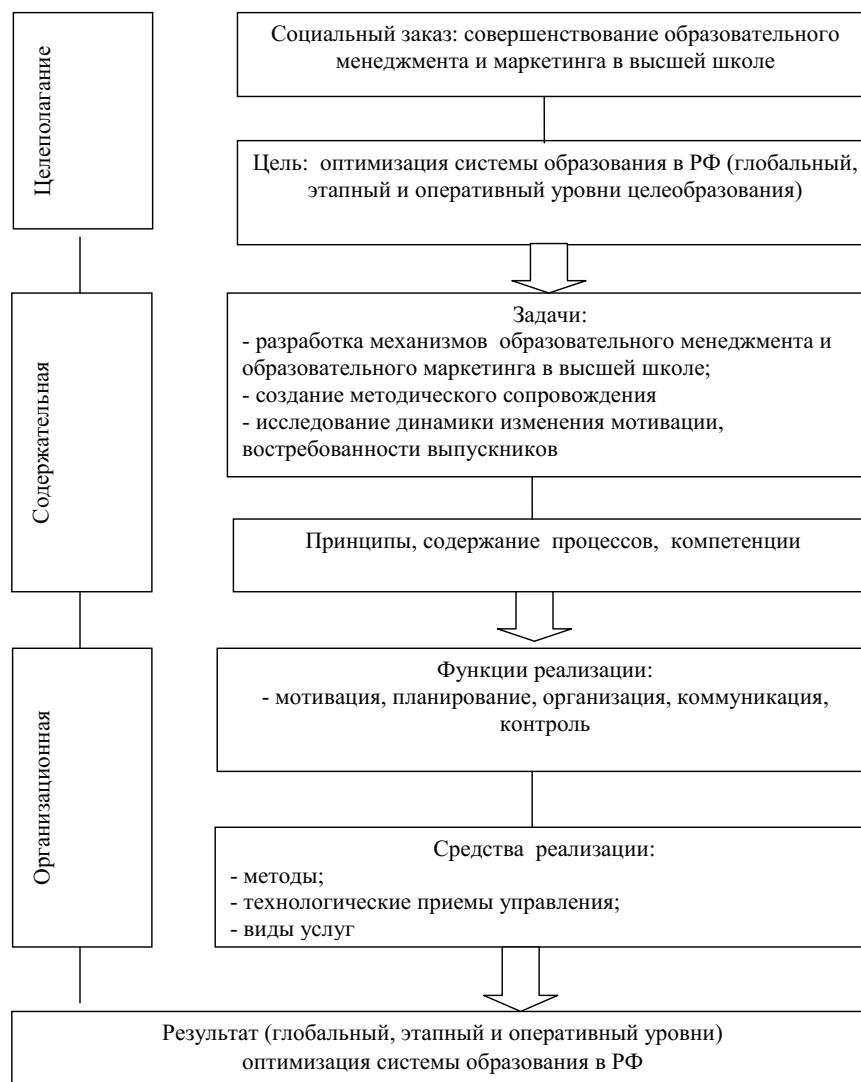 Целеполагание
Социальный заказ: совершенствование образовательного
менеджмента и маркетинга в высшей школе
Цель: оптимизация системы образования в РФ (глобальный,
этапный и оперативный уровни целеобразования)
Содержательная
Задачи:
- разработка механизмов образовательного менеджмента и
образовательного маркетинга в высшей школе;
- создание методического сопровождения
- исследование динамики изменения мотивации,
востребованности выпускников
Принципы, содержание процессов, компетенции
Организационная
Функции реализации:
- мотивация, планирование, организация, коммуникация,
контроль
Средства реализации:
- методы;
- технологические приемы управления;
- виды услуг
Результат (глобальный, этапный и оперативный уровни)
оптимизация системы образования в РФ